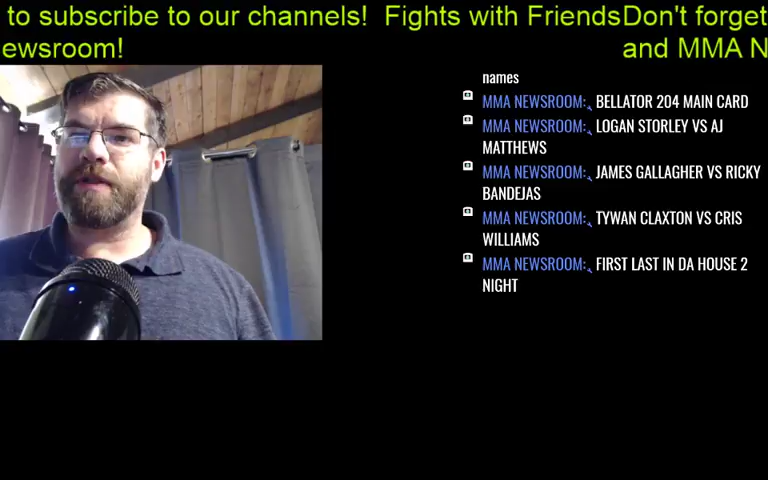 to subscribe to our channels!  Fights with FriendsDon't forget
ewsroom! and MMA N
names
MMA NEWSROOM: BELLATOR 204 MAIN CARD
MMA NEWSROOM: LOGAN STORLEY VS AJ
MATTHEWS
MMA NEWSROOM: JAMES GALLAGHER VS RICKY
BANDEJAS
MMA NEWSROOM: TYWAN CLAXTON VS CRIS
WILLIAMS
MMA NEWSROOM: FIRST LAST IN DA HOUSE 2
NIGHT